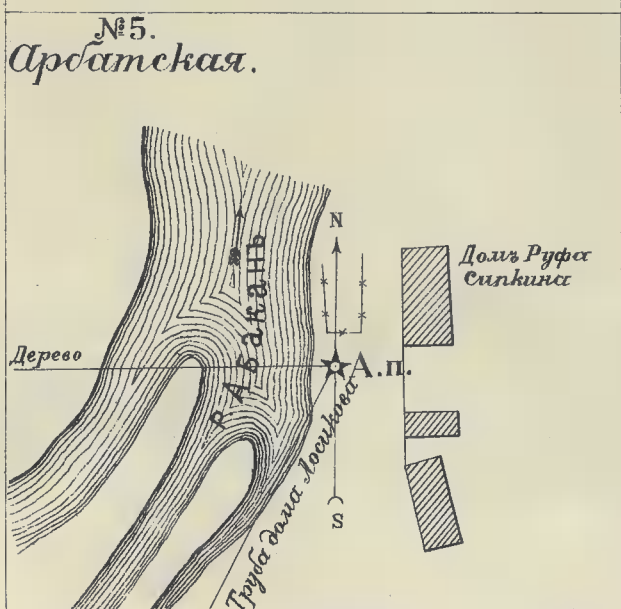 №5.
Арбатская.
N
Домъ Руфа
Сипкина
р. Абаканъ
Дерево
А.п.
Труба дома Лосикова
S